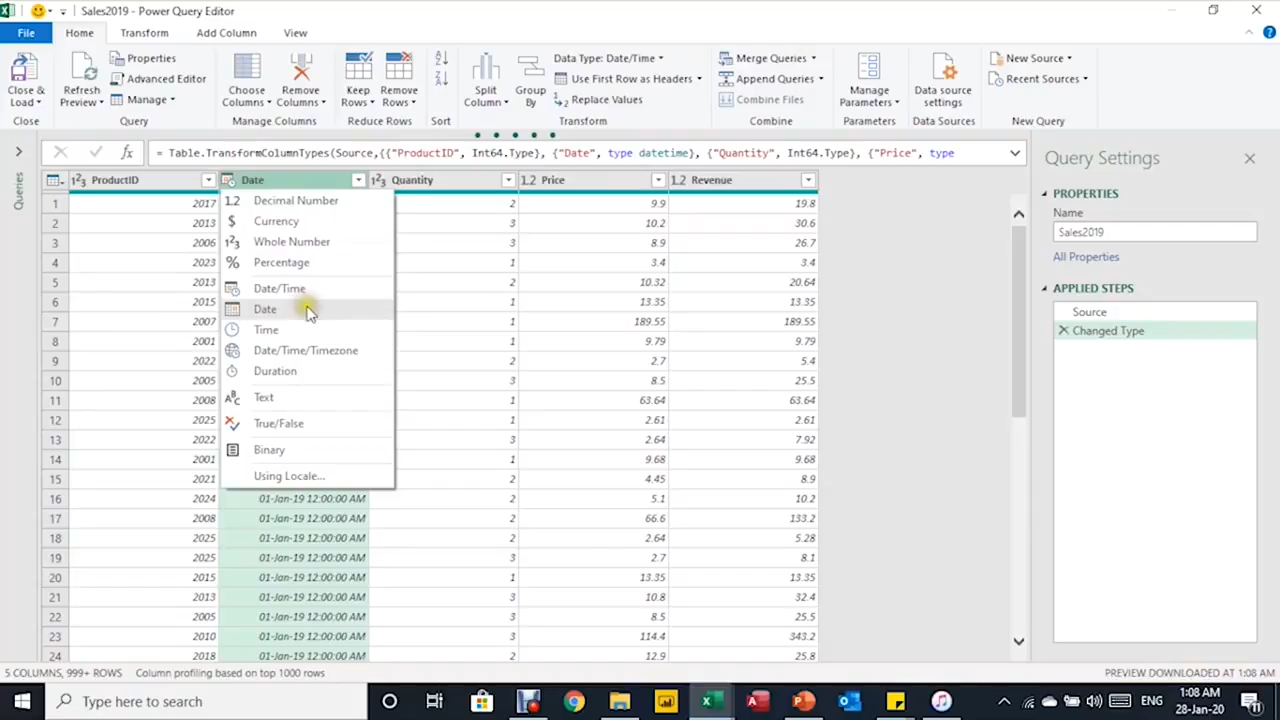 Sales2019 - Power Query Editor
File
Home
Transform
Add Column
View
Close & Load
Close
Refresh Preview
Properties
Advanced Editor
Manage
Query
Choose Columns
Remove Columns
Manage Columns
Keep Rows
Remove Rows
Reduce Rows
Sort
Split Column
Group By
Data Type: Date/Time
Use First Row as Headers
Replace Values
Transform
Merge Queries
Append Queries
Combine Files
Combine
Manage Parameters
Parameters
Data source settings
Data Sources
New Source
Recent Sources
New Query
Queries
fx = Table.TransformColumnTypes(Source,{{"ProductID", Int64.Type}, {"Date", type datetime}, {"Quantity", Int64.Type}, {"Price", type
ProductID Date Quantity Price Revenue
1 2017 2 9.9 19.8
2 2013 3 10.2 30.6
3 2006 3 8.9 26.7
4 2023 1 3.4 3.4
5 2013 2 10.32 20.64
6 2015 1 13.35 13.35
7 2007 1 189.55 189.55
8 2001 1 9.79 9.79
9 2022 2 2.7 5.4
10 2005 3 8.5 25.5
11 2008 1 63.64 63.64
12 2025 1 2.61 2.61
13 2022 3 2.64 7.92
14 2001 1 9.68 9.68
15 2021 2 4.45 8.9
16 2024 01-Jan-19 12:00:00 AM 2 5.1 10.2
17 2008 01-Jan-19 12:00:00 AM 2 66.6 133.2
18 2025 01-Jan-19 12:00:00 AM 2 2.64 5.28
19 2025 01-Jan-19 12:00:00 AM 3 2.7 8.1
20 2015 01-Jan-19 12:00:00 AM 1 13.35 13.35
21 2013 01-Jan-19 12:00:00 AM 3 10.8 32.4
22 2005 01-Jan-19 12:00:00 AM 3 8.5 25.5
23 2010 01-Jan-19 12:00:00 AM 3 114.4 343.2
24 2018 01-Jan-19 12:00:00 AM 2 12.9 25.8
1.2 Decimal Number
$ Currency
123 Whole Number
% Percentage
Date/Time
Date
Time
Date/Time/Timezone
Duration
ABC Text
True/False
Binary
Using Locale...
Query Settings
PROPERTIES
Name
Sales2019
All Properties
APPLIED STEPS
Source
Changed Type
5 COLUMNS, 999+ ROWS Column profiling based on top 1000 rows
PREVIEW DOWNLOADED AT 1:08 AM
Type here to search
ENG
1:08 AM
28-Jan-20